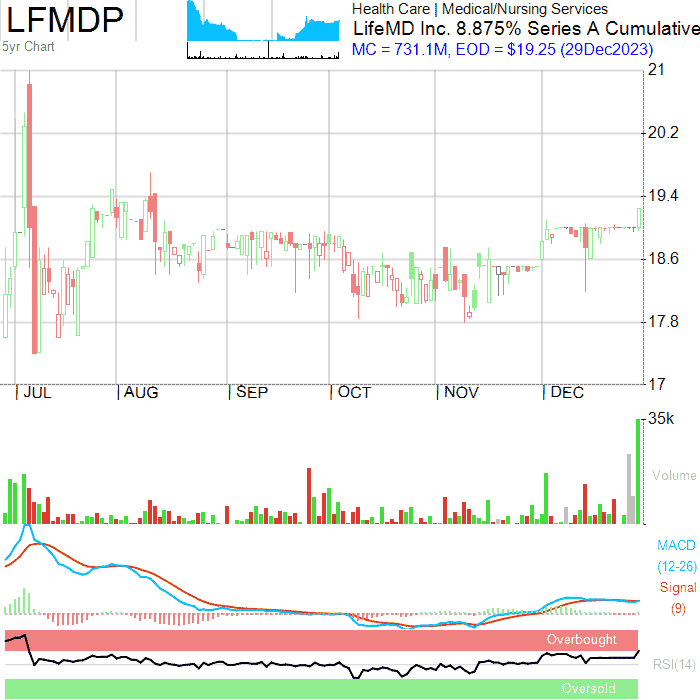 LFMDP
5yr Chart
Health Care | Medical/Nursing Services
LifeMD Inc. 8.875% Series A Cumulative
MC = 731.1M, EOD = $19.25 (29Dec2023)
21
20.2
19.4
18.6
17.8
17
JUL
AUG
SEP
OCT
NOV
DEC
35k
Volume
MACD
(12-26)
Signal
(9)
Overbought
RSI(14)
Oversold